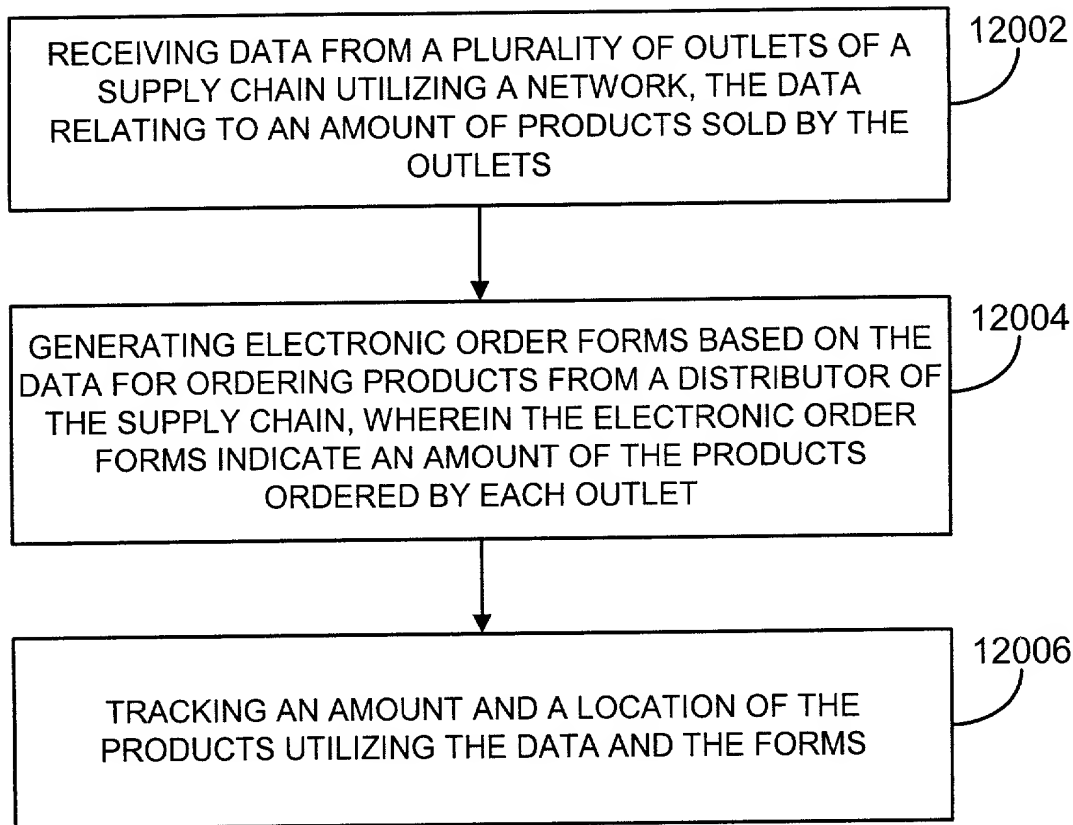 12002
RECEIVING DATA FROM A PLURALITY OF OUTLETS OF A
SUPPLY CHAIN UTILIZING A NETWORK, THE DATA
RELATING TO AN AMOUNT OF PRODUCTS SOLD BY THE
OUTLETS
12004
GENERATING ELECTRONIC ORDER FORMS BASED ON THE
DATA FOR ORDERING PRODUCTS FROM A DISTRIBUTOR OF
THE SUPPLY CHAIN, WHEREIN THE ELECTRONIC ORDER
FORMS INDICATE AN AMOUNT OF THE PRODUCTS
ORDERED BY EACH OUTLET
12006
TRACKING AN AMOUNT AND A LOCATION OF THE
PRODUCTS UTILIZING THE DATA AND THE FORMS